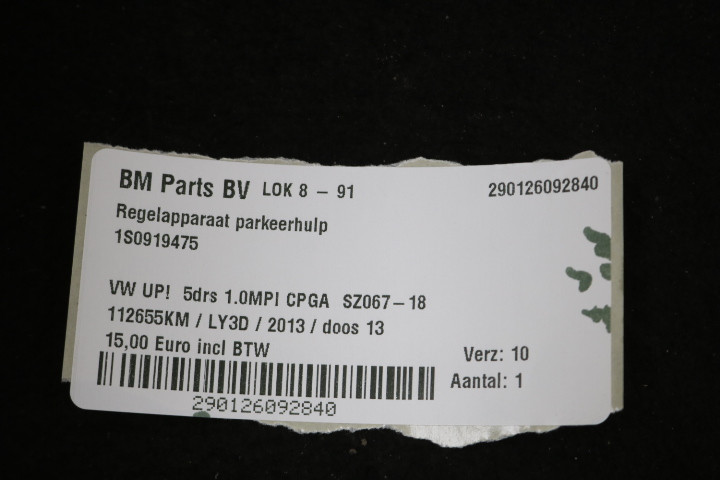 BM Parts BV LOK 8 - 91 290126092840
Regelapparaat parkeerhulp
1S0919475
VW UP! 5drs 1.0MPI CPGA SZ067-18
112655KM / LY3D / 2013 / doos 13
15,00 Euro incl BTW Verz: 10
Aantal: 1
290126092840